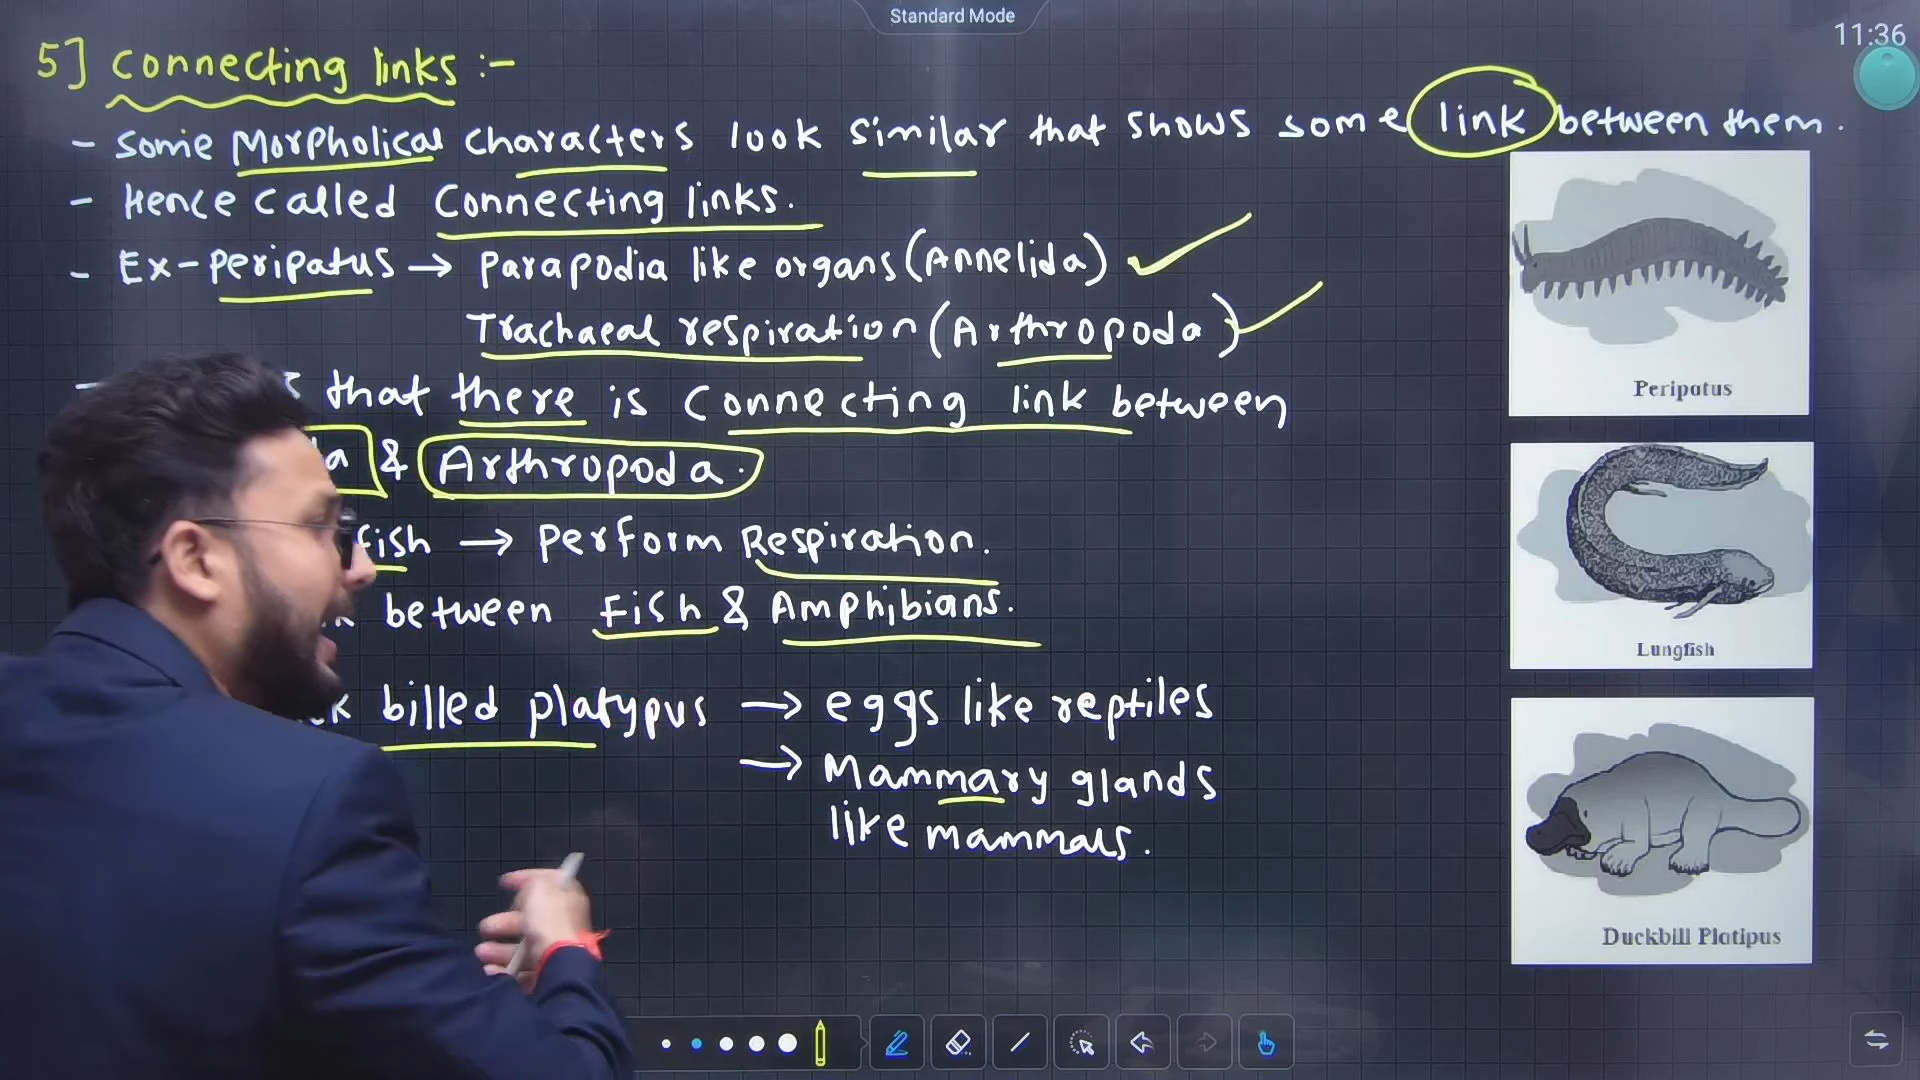 Standard Mode
11:36
5] Connecting links :-
- Some Morpholical characters look similar that shows some link between them.
- Hence called Connecting links.
- Ex-peripatus → parapodia like organs (Annelida)
Trachaeal respiration (Arthropoda)
that there is connecting link between
& Arthropoda.
fish → perform Respiration.
between fish & Amphibians.
billed platypus → eggs like reptiles
→ Mammary glands
like mammals.
Peripatus
Lungfish
Duckbill Platipus